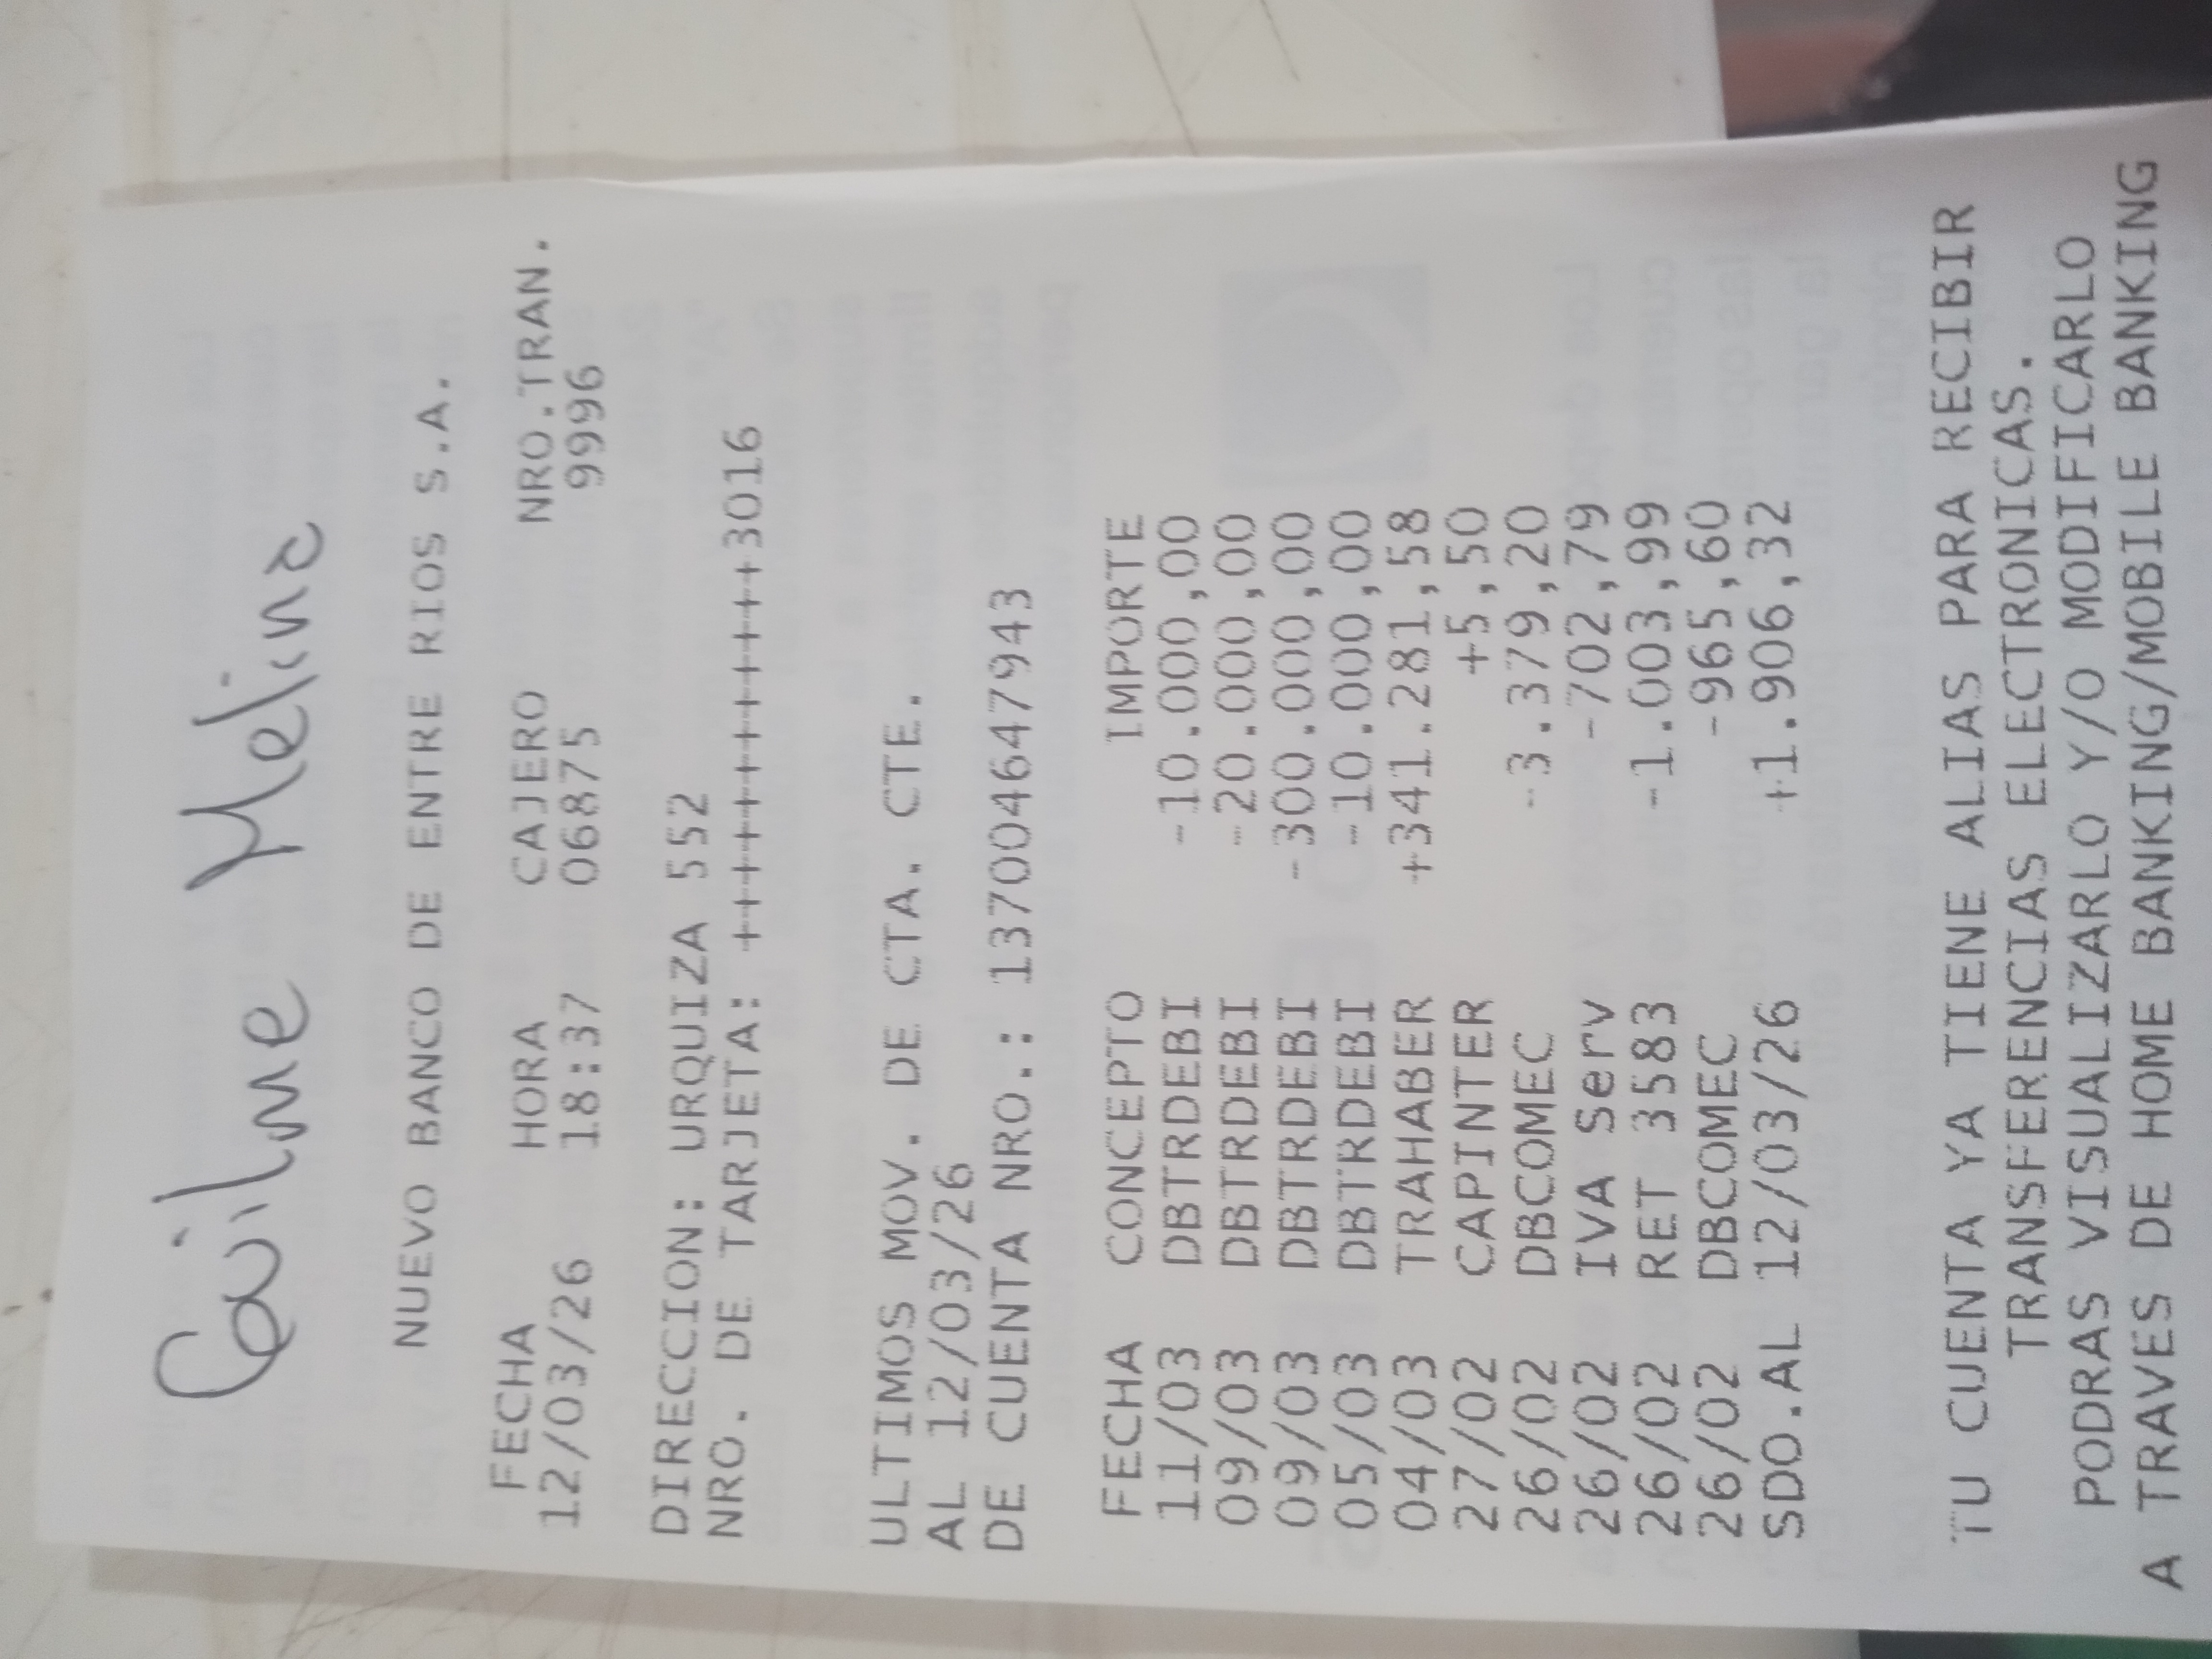 Cailme Melina
NUEVO BANCO DE ENTRE RIOS S.A.
FECHA HORA CAJERO NRO.TRAN.
12/03/26 18:37 06875 9996
DIRECCION: URQUIZA 552
NRO. DE TARJETA: ++++++++++++3016
ULTIMOS MOV. DE CTA. CTE.
AL 12/03/26
DE CUENTA NRO.: 137004647943
FECHA CONCEPTO IMPORTE
11/03 DBTRDEBI -10.000,00
09/03 DBTRDEBI -20.000,00
09/03 DBTRDEBI -300.000,00
05/03 DBTRDEBI -10.000,00
04/03 TRAHABER +341.281,58
27/02 CAPINTER +5,50
26/02 DBCOMEC -3.379,20
26/02 IVA Serv -702,79
26/02 RET 3583 -1.003,99
26/02 DBCOMEC -965,60
SDO.AL 12/03/26 +1.906,32
TU CUENTA YA TIENE ALIAS PARA RECIBIR
TRANSFERENCIAS ELECTRONICAS.
PODRAS VISUALIZARLO Y/O MODIFICARLO
A TRAVES DE HOME BANKING/MOBILE BANKING